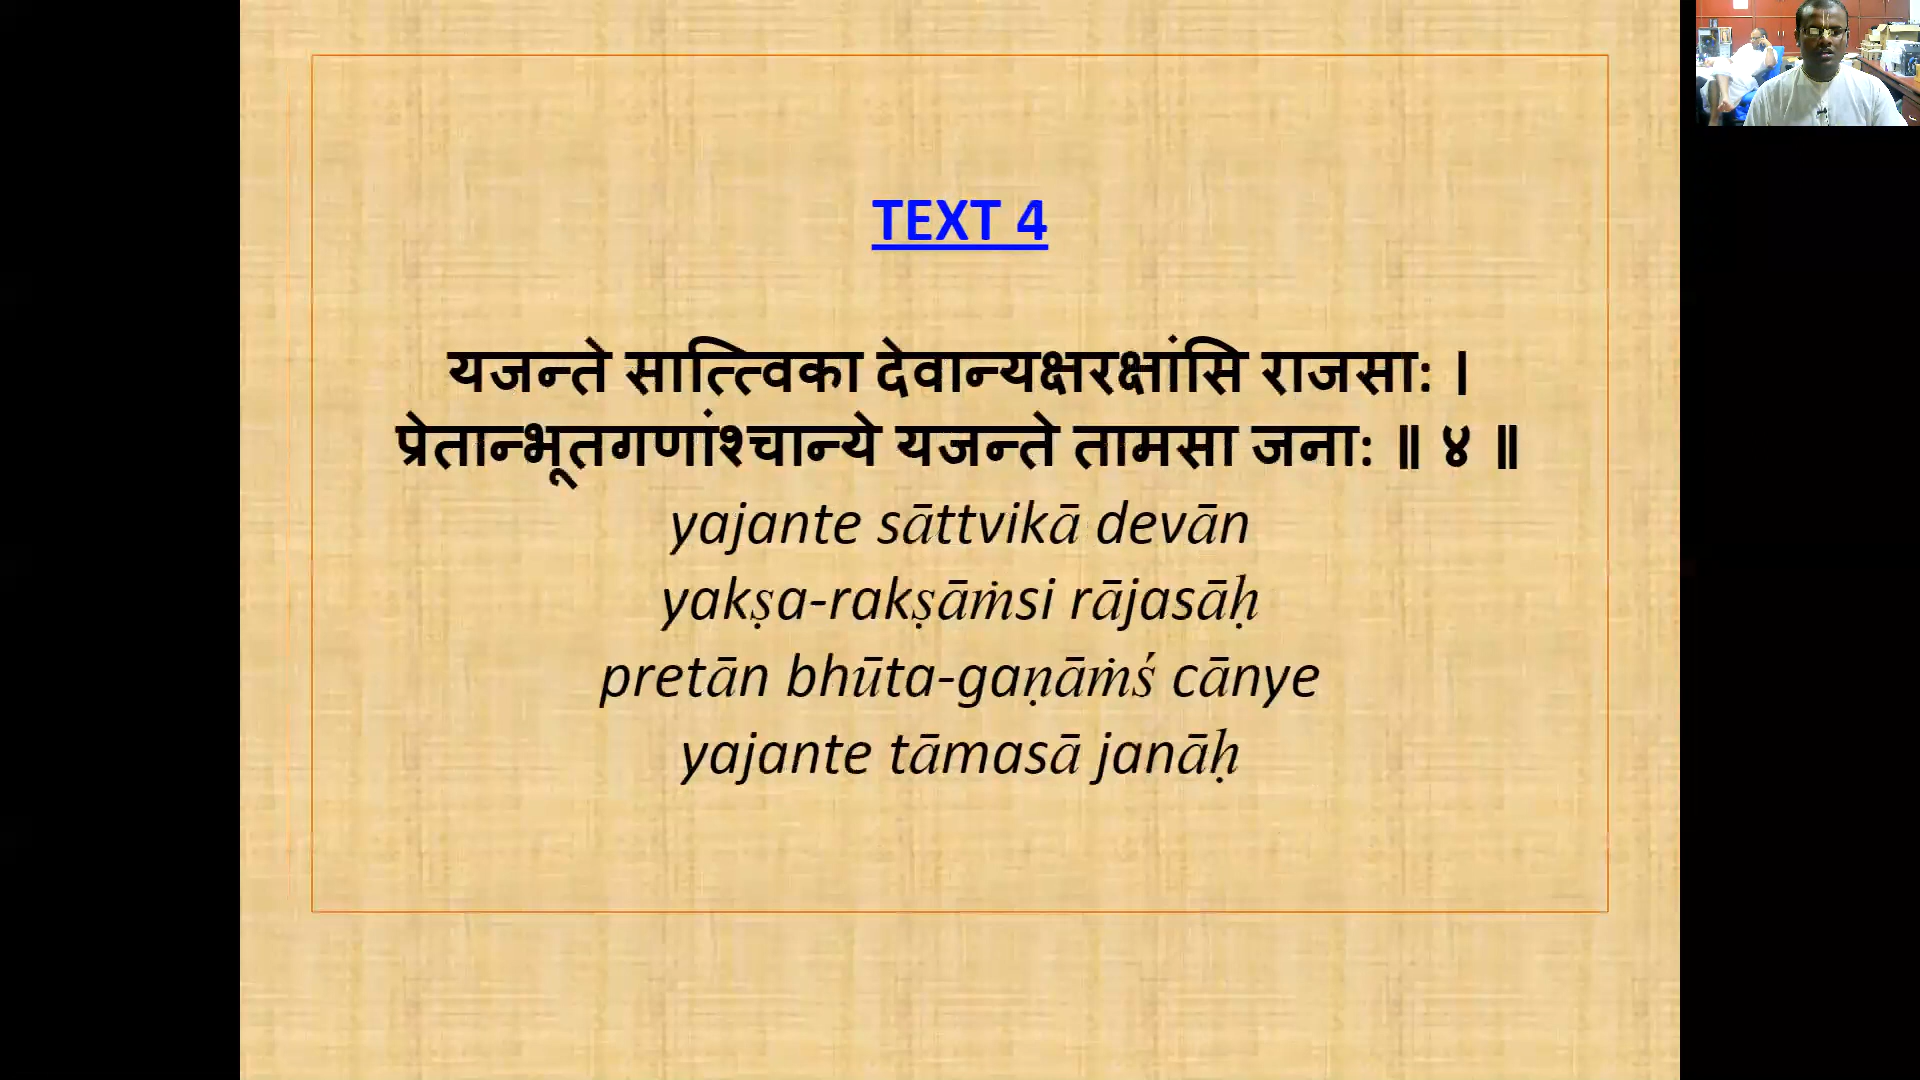 TEXT 4
यजन्ते सात्त्विका देवान्यक्षरक्षांसि राजसाः ।
प्रेतान्भूतगणांश्चान्ये यजन्ते तामसा जनाः ॥ ४ ॥
yajante sāttvikā devān
yakṣa-rakṣāṁsi rājasāḥ
pretān bhūta-gaṇāṁś cānye
yajante tāmasā janāḥ